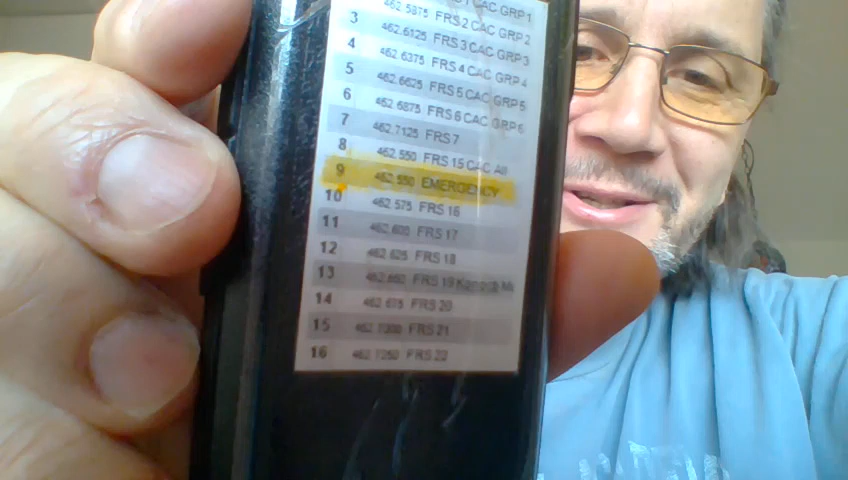 1 CAC GRP 1
3 462.5875 FRS 2 CAC GRP 2
4 462.6125 FRS 3 CAC GRP 3
5 462.6375 FRS 4 CAC GRP 4
6 462.6625 FRS 5 CAC GRP 5
7 462.6875 FRS 6 CAC GRP 6
8 462.7125 FRS 7
9 462.550 FRS 15 CAC All
10 462.550 EMERGENCY
11 462.575 FRS 16
12 462.600 FRS 17
13 462.625 FRS 18
14 462.650 FRS 19
15 462.675 FRS 20
16 462.7000 FRS 21
462.7250 FRS 22